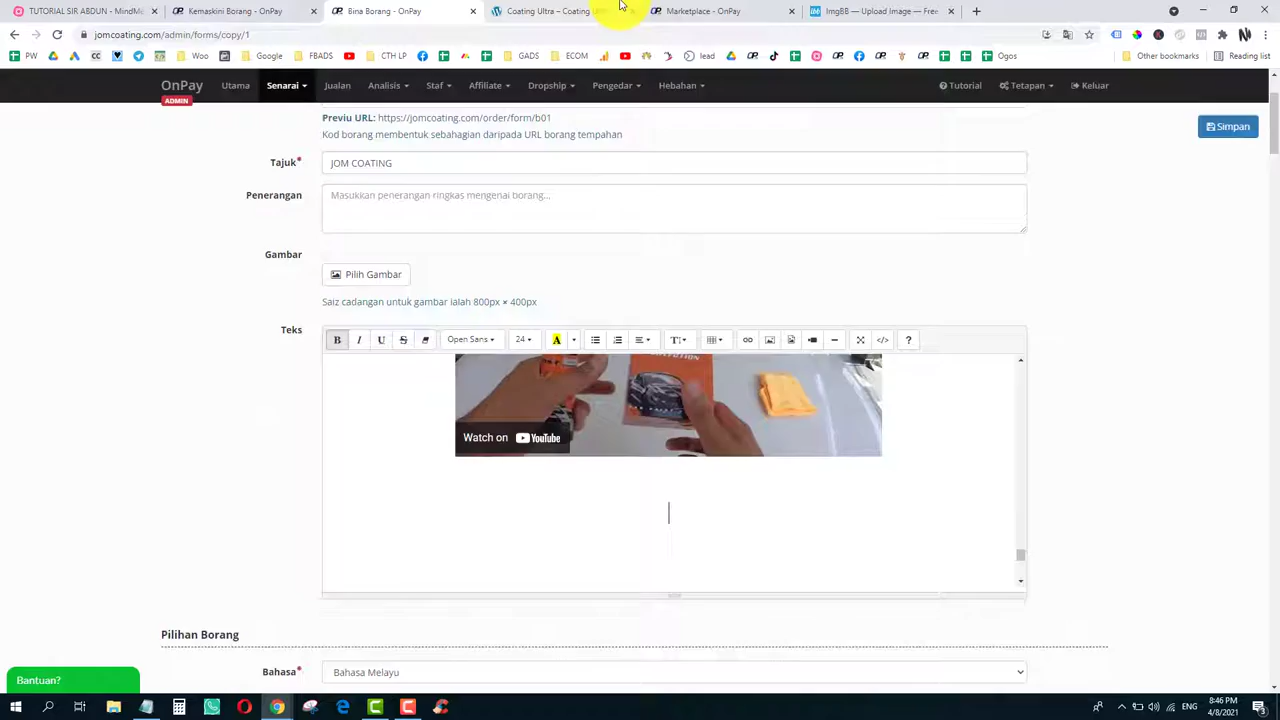 TUTORIAL SIR ABDUN - MindM
Kemaskini Borang - OnPay
Bina Borang - OnPay
Coating Ultra – Coating
Marketplace - OnPay
ImgBB — Upload Image — Free
jomcoating.com/admin/forms/copy/1
PW
Woo
Google
FBADS
CTH LP
GADS
ECOM
lead
Ogos
Other bookmarks
Reading list
OnPay
ADMIN
Utama
Senarai
Jualan
Analisis
Staf
Affiliate
Dropship
Pengedar
Hebahan
Tutorial
Tetapan
Keluar
Previu URL: https://jomcoating.com/order/form/b01
Kod borang membentuk sebahagian daripada URL borang tempahan
Simpan
Tajuk*
JOM COATING
Penerangan
Masukkan penerangan ringkas mengenai borang...
Gambar
Pilih Gambar
Saiz cadangan untuk gambar ialah 800px × 400px
Teks
B I U S Open Sans 24 A </> ?
Watch on YouTube
Pilihan Borang
Bahasa*
Bahasa Melayu
Bantuan?
8:46 PM
4/8/2021